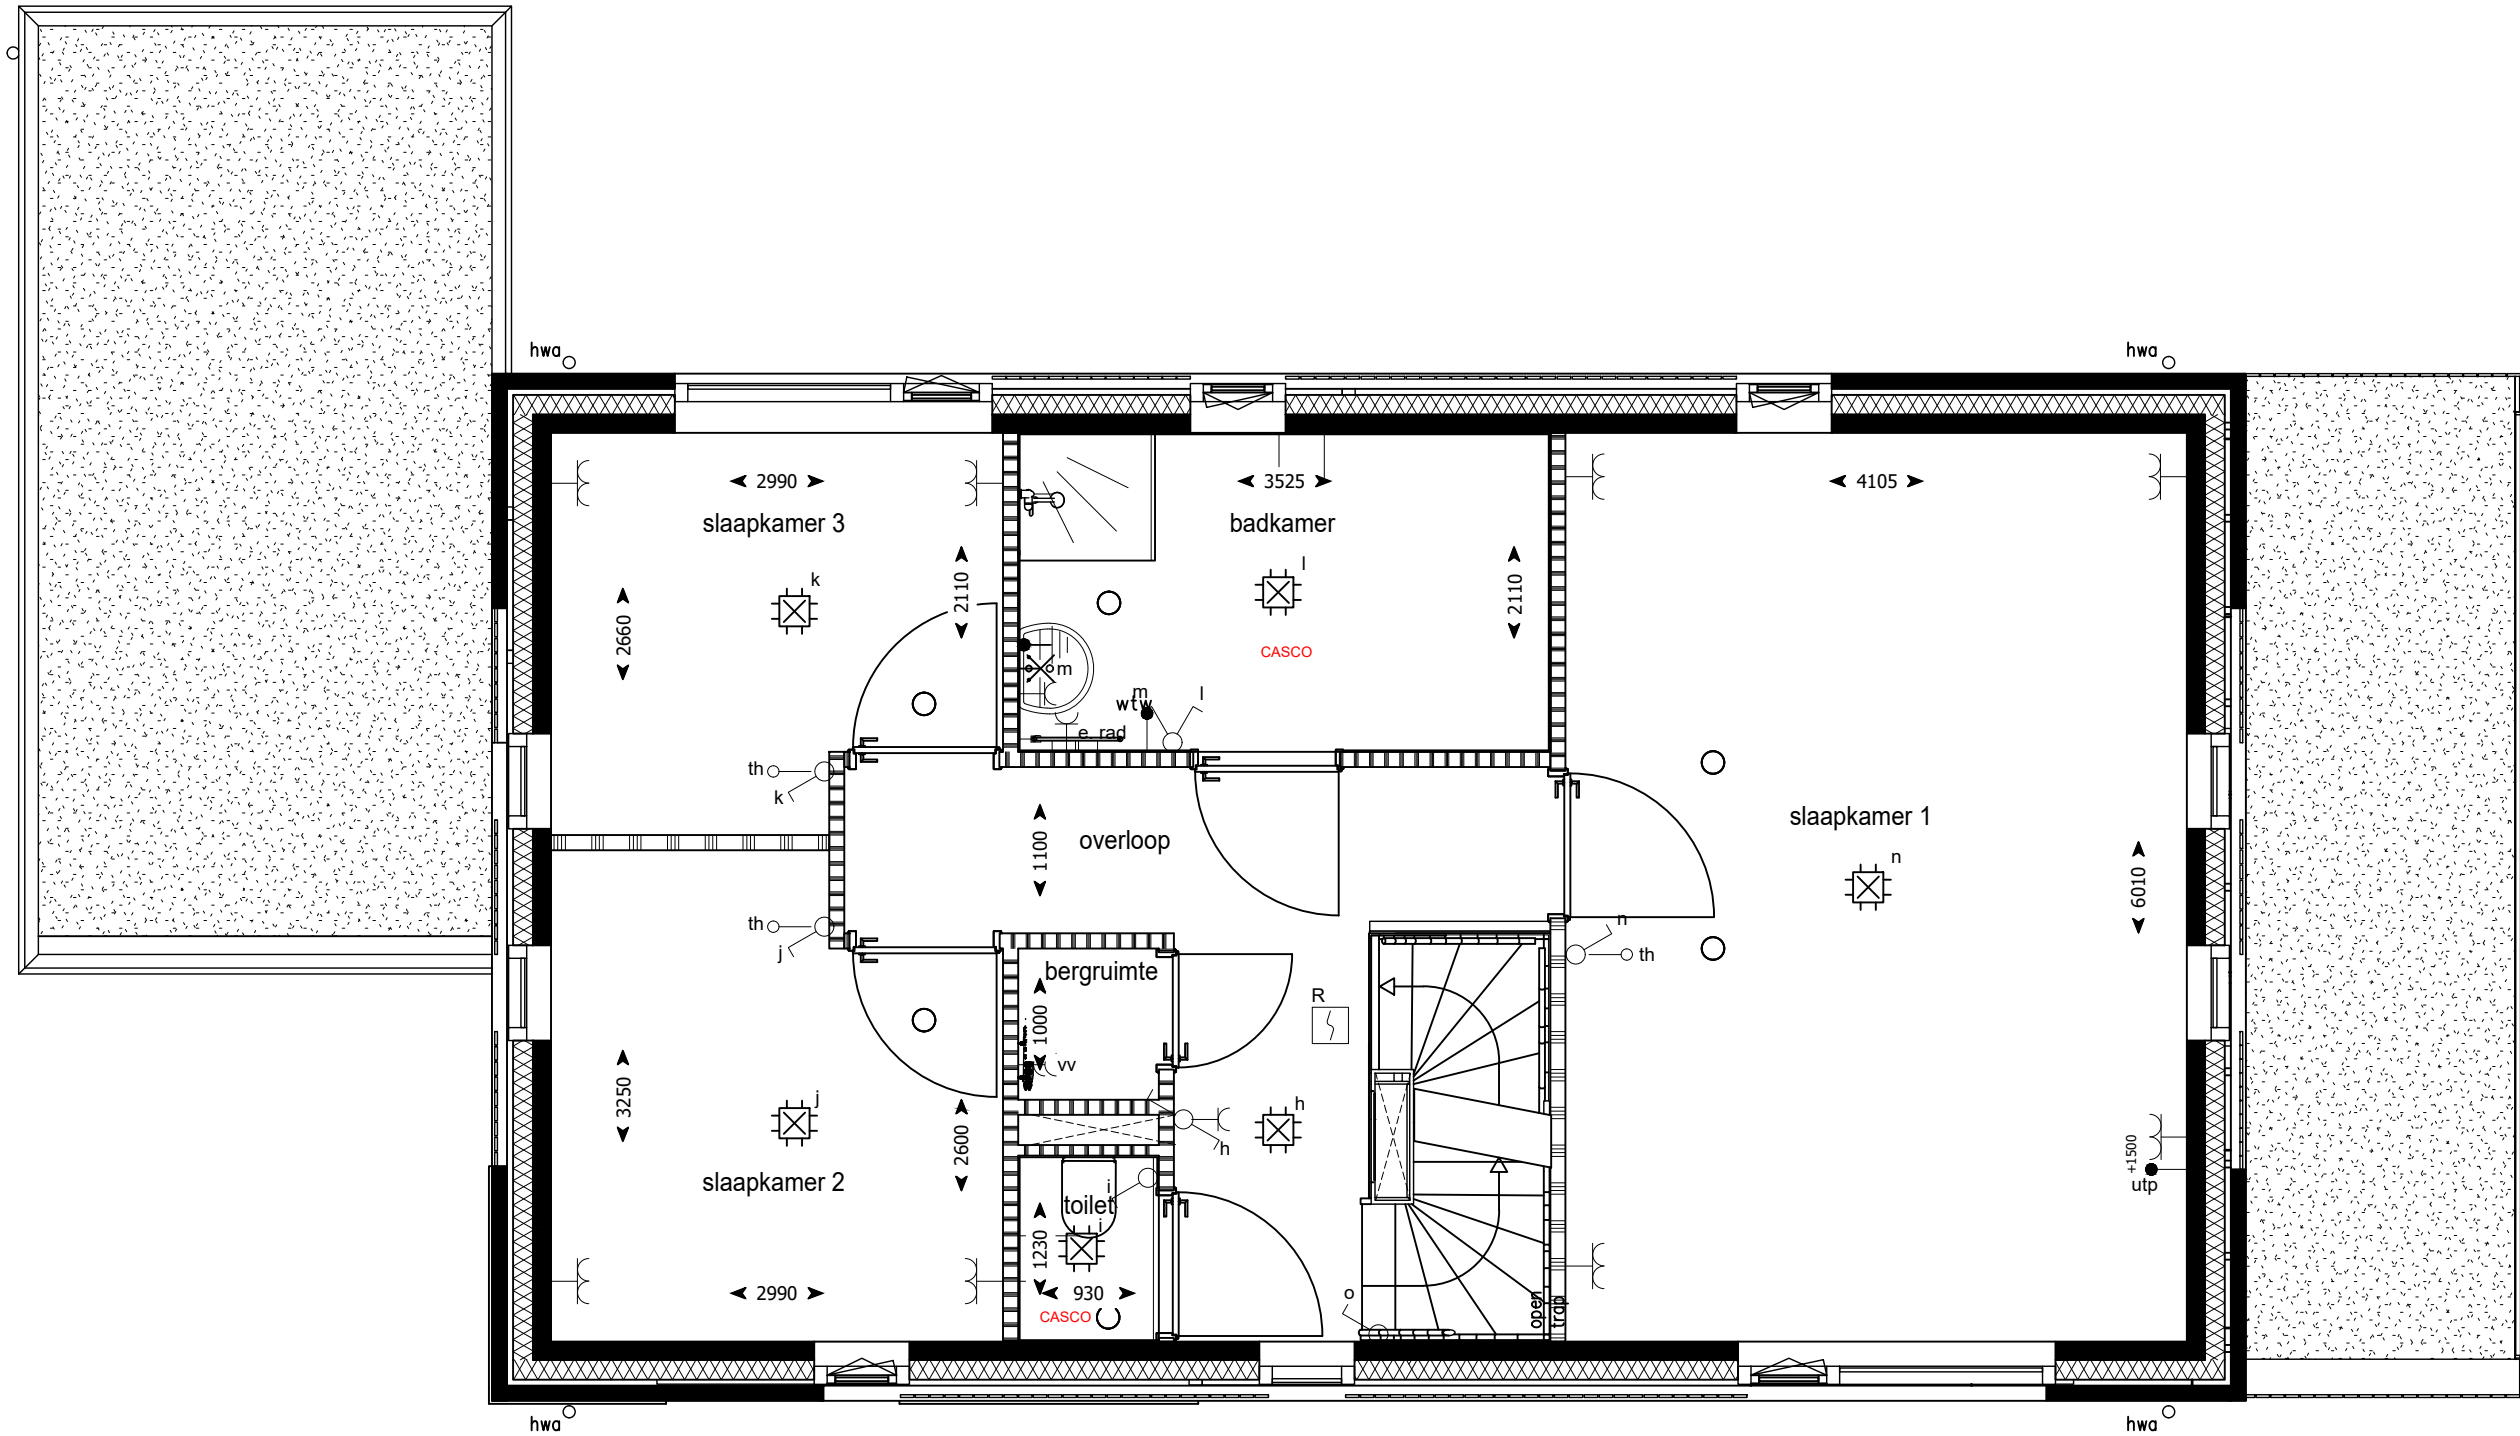 hwa
hwa
2990
3525
4105
slaapkamer 3
badkamer
k
l
2110
2110
2660
CASCO
m
m
wtw
l
e. rad
th
k
slaapkamer 1
overloop
1100
n
6010
th
j
n
th
bergruimte
R
1000
vv
3250
j
h
2600
h
+1500
utp
slaapkamer 2
i
toilet
i
1230
2990
930
CASCO
o
open
trap
hwa
hwa